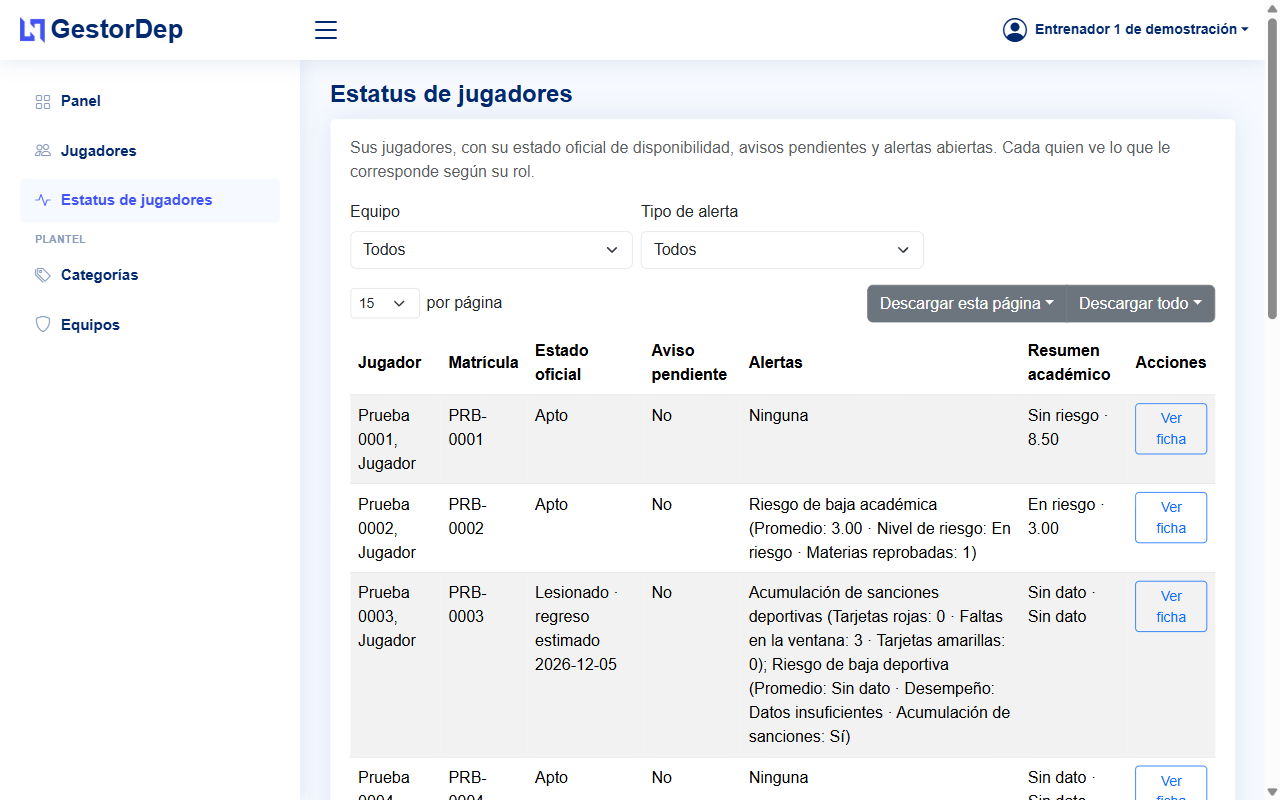 GestorDep
Entrenador 1 de demostración
Panel
Jugadores
Estatus de jugadores
PLANTEL
Categorías
Equipos
Estatus de jugadores
Sus jugadores, con su estado oficial de disponibilidad, avisos pendientes y alertas abiertas. Cada quien ve lo que le
corresponde según su rol.
Equipo
Tipo de alerta
Todos
Todos
15 por página
Descargar esta página
Descargar todo
Jugador
Matrícula
Estado
oficial
Aviso
pendiente
Alertas
Resumen
académico
Acciones
Prueba
0001,
Jugador
PRB-
0001
Apto
No
Ninguna
Sin riesgo ·
8.50
Ver
ficha
Prueba
0002,
Jugador
PRB-
0002
Apto
No
Riesgo de baja académica
(Promedio: 3.00 · Nivel de riesgo: En
riesgo · Materias reprobadas: 1)
En riesgo ·
3.00
Ver
ficha
Prueba
0003,
Jugador
PRB-
0003
Lesionado ·
regreso
estimado
2026-12-05
No
Acumulación de sanciones
deportivas (Tarjetas rojas: 0 · Faltas
en la ventana: 3 · Tarjetas amarillas:
0); Riesgo de baja deportiva
(Promedio: Sin dato · Desempeño:
Datos insuficientes · Acumulación de
sanciones: Sí)
Sin dato ·
Sin dato
Ver
ficha
Prueba
0004,
PRB-
0004
Apto
No
Ninguna
Sin dato ·
Sin dato
Ver
ficha